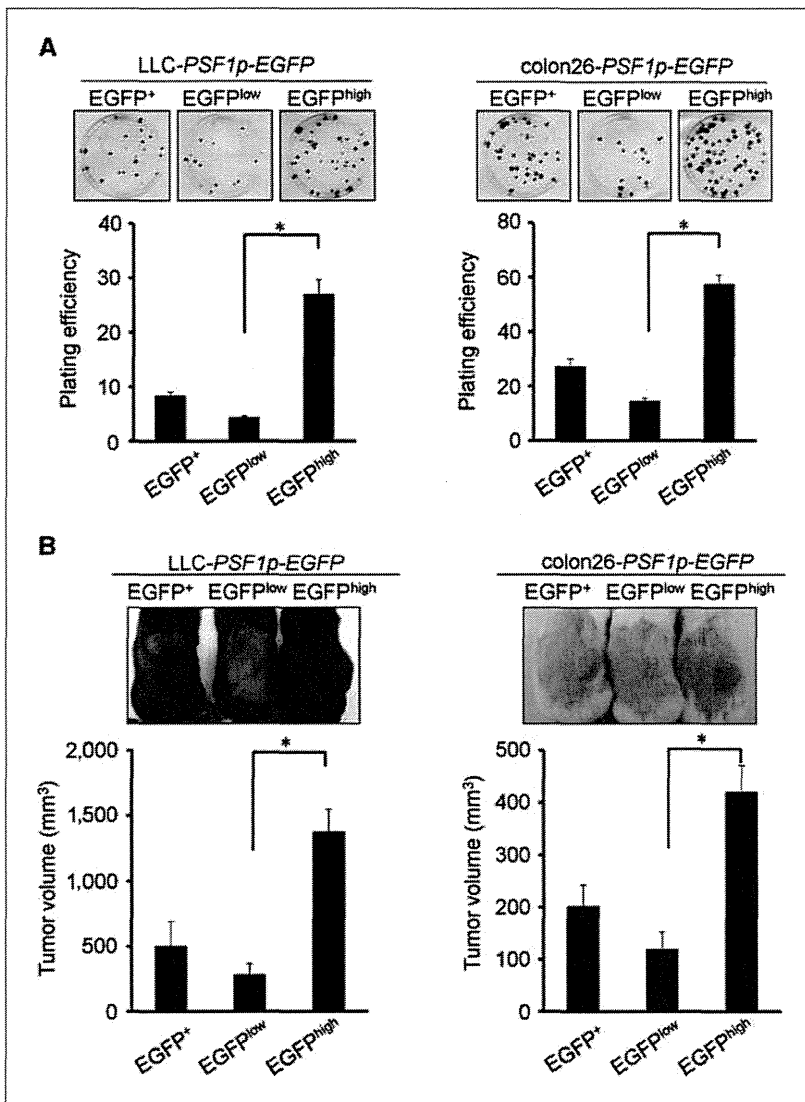 A
LLC-PSF1p-EGFP
EGFP⁺ EGFPˡᵒʷ EGFPʰⁱᵍʰ
40
30
20
10
0
Plating efficiency
*
EGFP⁺
EGFPˡᵒʷ
EGFPʰⁱᵍʰ
colon26-PSF1p-EGFP
EGFP⁺ EGFPˡᵒʷ EGFPʰⁱᵍʰ
80
60
40
20
0
Plating efficiency
*
EGFP⁺
EGFPˡᵒʷ
EGFPʰⁱᵍʰ
B
LLC-PSF1p-EGFP
EGFP⁺ EGFPˡᵒʷ EGFPʰⁱᵍʰ
2,000
1,500
1,000
500
0
Tumor volume (mm³)
*
EGFP⁺
EGFPˡᵒʷ
EGFPʰⁱᵍʰ
colon26-PSF1p-EGFP
EGFP⁺ EGFPˡᵒʷ EGFPʰⁱᵍʰ
500
400
300
200
100
0
Tumor volume (mm³)
*
EGFP⁺
EGFPˡᵒʷ
EGFPʰⁱᵍʰ